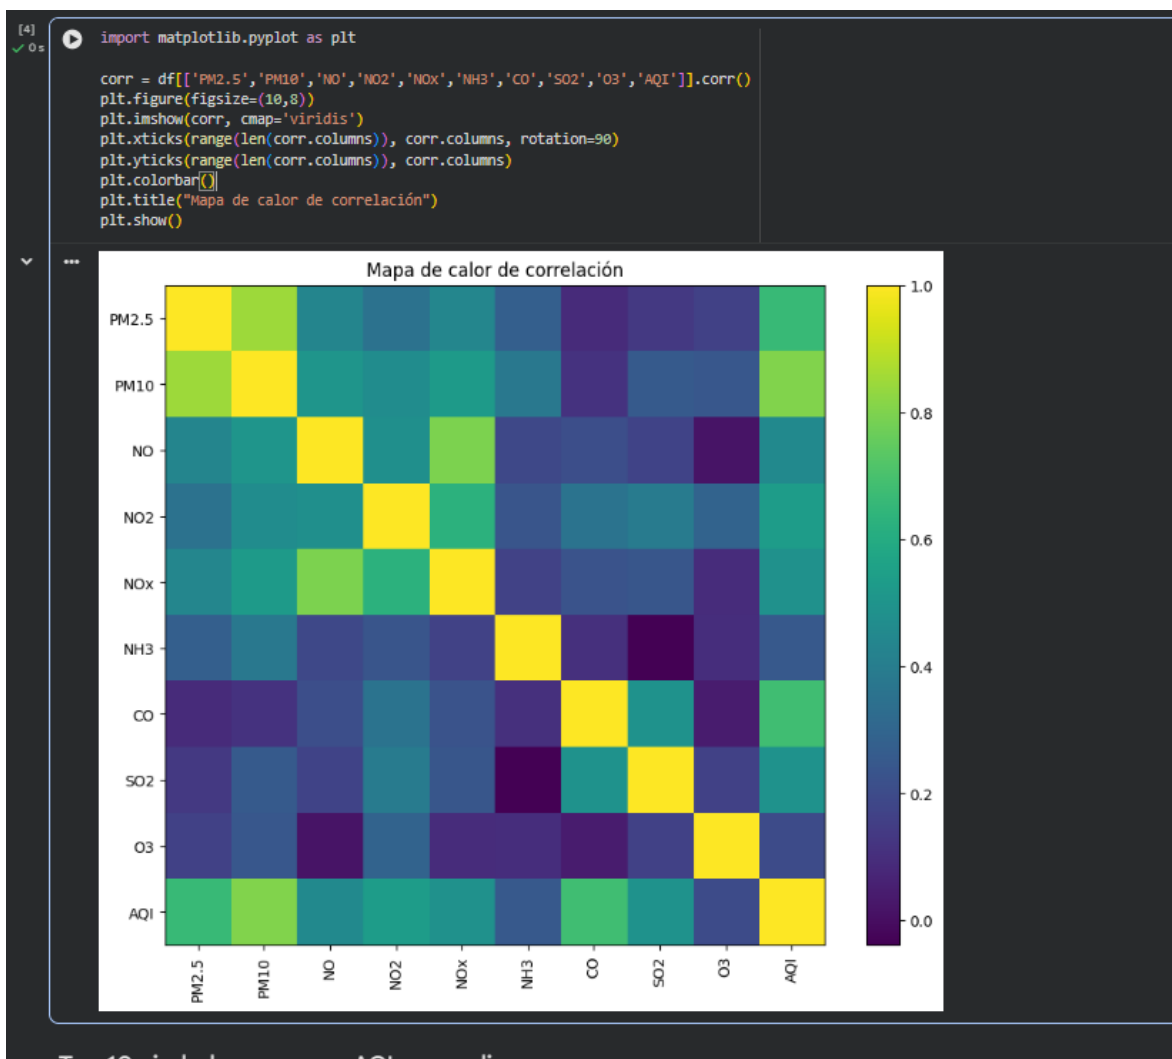 [4]
0s
import matplotlib.pyplot as plt
corr = df[['PM2.5','PM10','NO','NO2','NOx','NH3','CO','SO2','O3','AQI']].corr()
plt.figure(figsize=(10,8))
plt.imshow(corr, cmap='viridis')
plt.xticks(range(len(corr.columns)), corr.columns, rotation=90)
plt.yticks(range(len(corr.columns)), corr.columns)
plt.colorbar()
plt.title("Mapa de calor de correlación")
plt.show()
Mapa de calor de correlación
PM2.5
PM10
NO
NO2
NOx
NH3
CO
SO2
O3
AQI
PM2.5 PM10 NO NO2 NOx NH3 CO SO2 O3 AQI
1.0
0.8
0.6
0.4
0.2
0.0